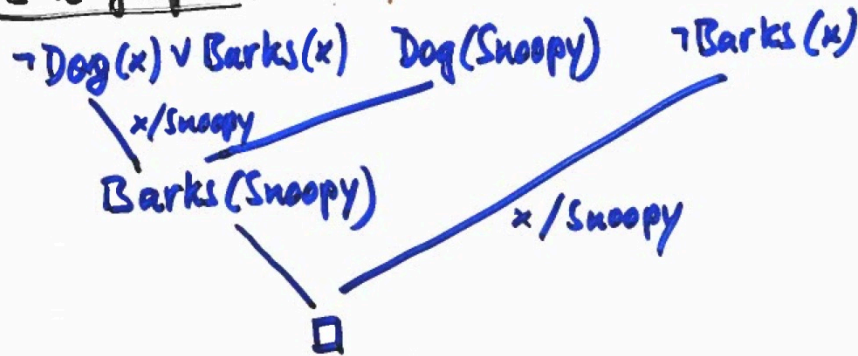 ¬Dog(x) ∨ Barks(x) Dog(Snoopy) ¬Barks(x)
x/Snoopy
Barks(Snoopy)
x/Snoopy
□